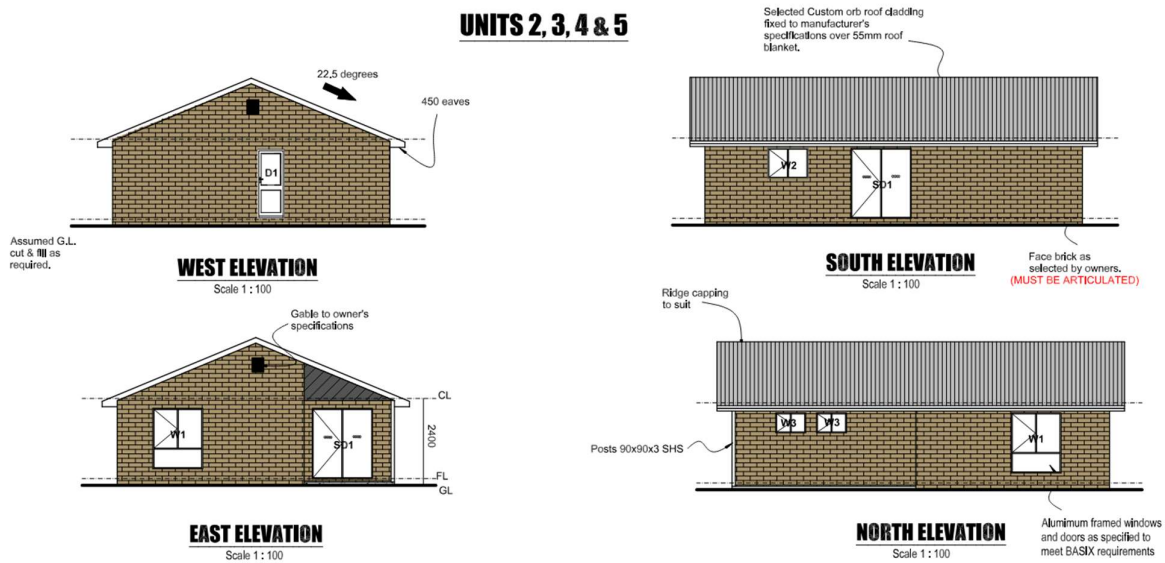 UNITS 2, 3, 4 & 5
22.5 degrees
450 eaves
D1
Assumed G.L.
cut & fill as
required.
WEST ELEVATION
Scale 1 : 100
Selected Custom orb roof cladding
fixed to manufacturer's
specifications over 55mm roof
blanket.
W2
SD1
Face brick as
selected by owners.
(MUST BE ARTICULATED)
SOUTH ELEVATION
Scale 1 : 100
Gable to owner's
specifications
W1
SD1
CL
2400
FL
GL
EAST ELEVATION
Scale 1 : 100
Ridge capping
to suit
W3
W3
W1
Posts 90x90x3 SHS
NORTH ELEVATION
Scale 1 : 100
Alumimum framed windows
and doors as specified to
meet BASIX requirements